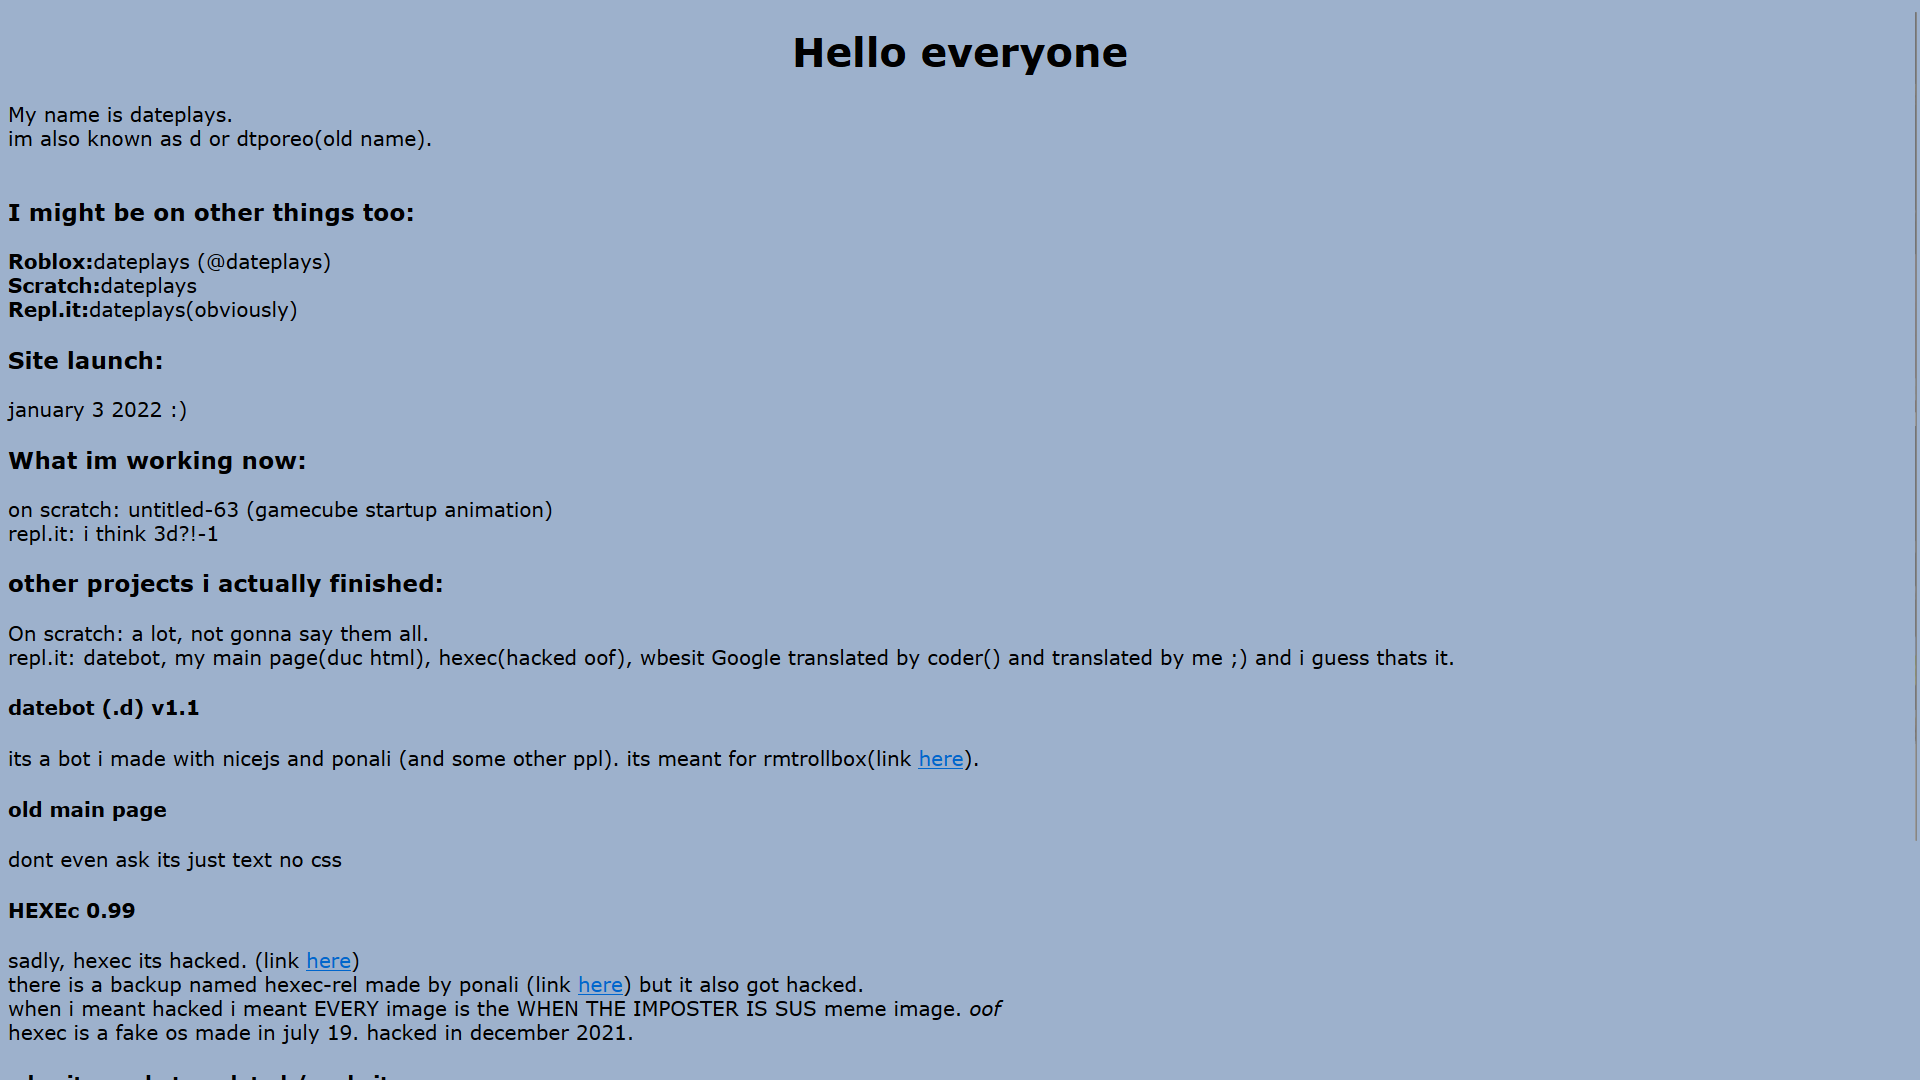 Hello everyone
My name is dateplays.
im also known as d or dtporeo(old name).
I might be on other things too:
Roblox:dateplays (@dateplays)
Scratch:dateplays
Repl.it:dateplays(obviously)
Site launch:
january 3 2022 :)
What im working now:
on scratch: untitled-63 (gamecube startup animation)
repl.it: i think 3d?!-1
other projects i actually finished:
On scratch: a lot, not gonna say them all.
repl.it: datebot, my main page(duc html), hexec(hacked oof), wbesit Google translated by coder() and translated by me ;) and i guess thats it.
datebot (.d) v1.1
its a bot i made with nicejs and ponali (and some other ppl). its meant for rmtrollbox(link here).
old main page
dont even ask its just text no css
HEXEc 0.99
sadly, hexec its hacked. (link here)
there is a backup named hexec-rel made by ponali (link here) but it also got hacked.
when i meant hacked i meant EVERY image is the WHEN THE IMPOSTER IS SUS meme image. oof
hexec is a fake os made in july 19. hacked in december 2021.